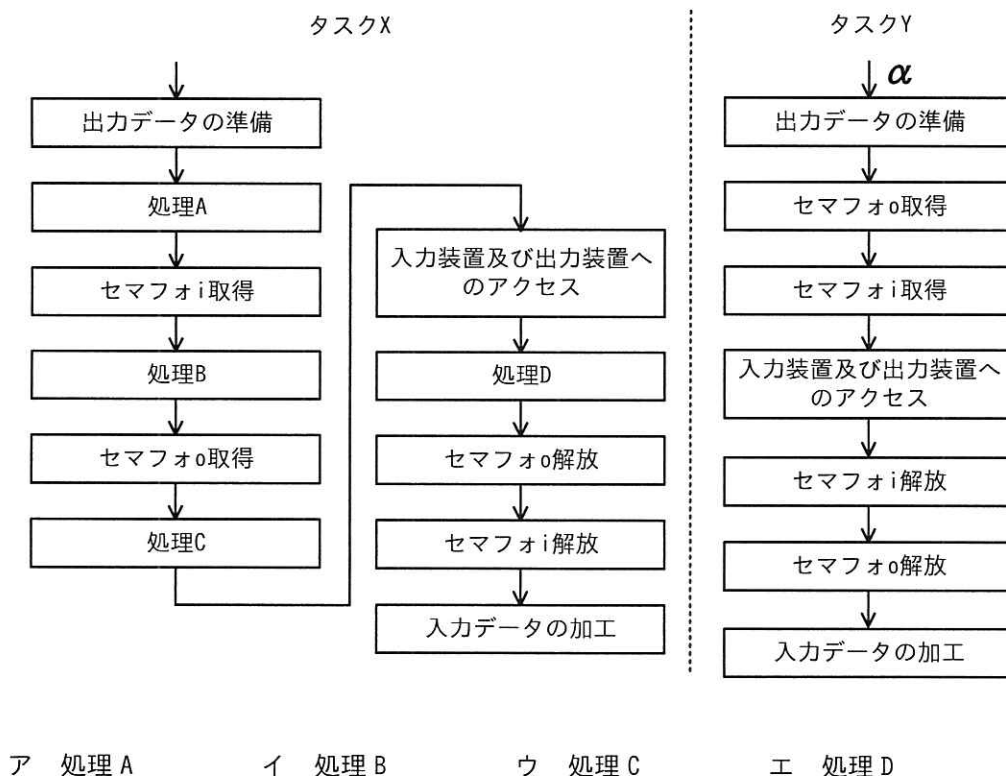 タスクX
出力データの準備
処理A
セマフォi取得
処理B
セマフォo取得
処理C
入力装置及び出力装置へ
のアクセス
処理D
セマフォo解放
セマフォi解放
入力データの加工
タスクY
α
出力データの準備
セマフォo取得
セマフォi取得
入力装置及び出力装置へ
のアクセス
セマフォi解放
セマフォo解放
入力データの加工
ア 処理A イ 処理B ウ 処理C エ 処理D